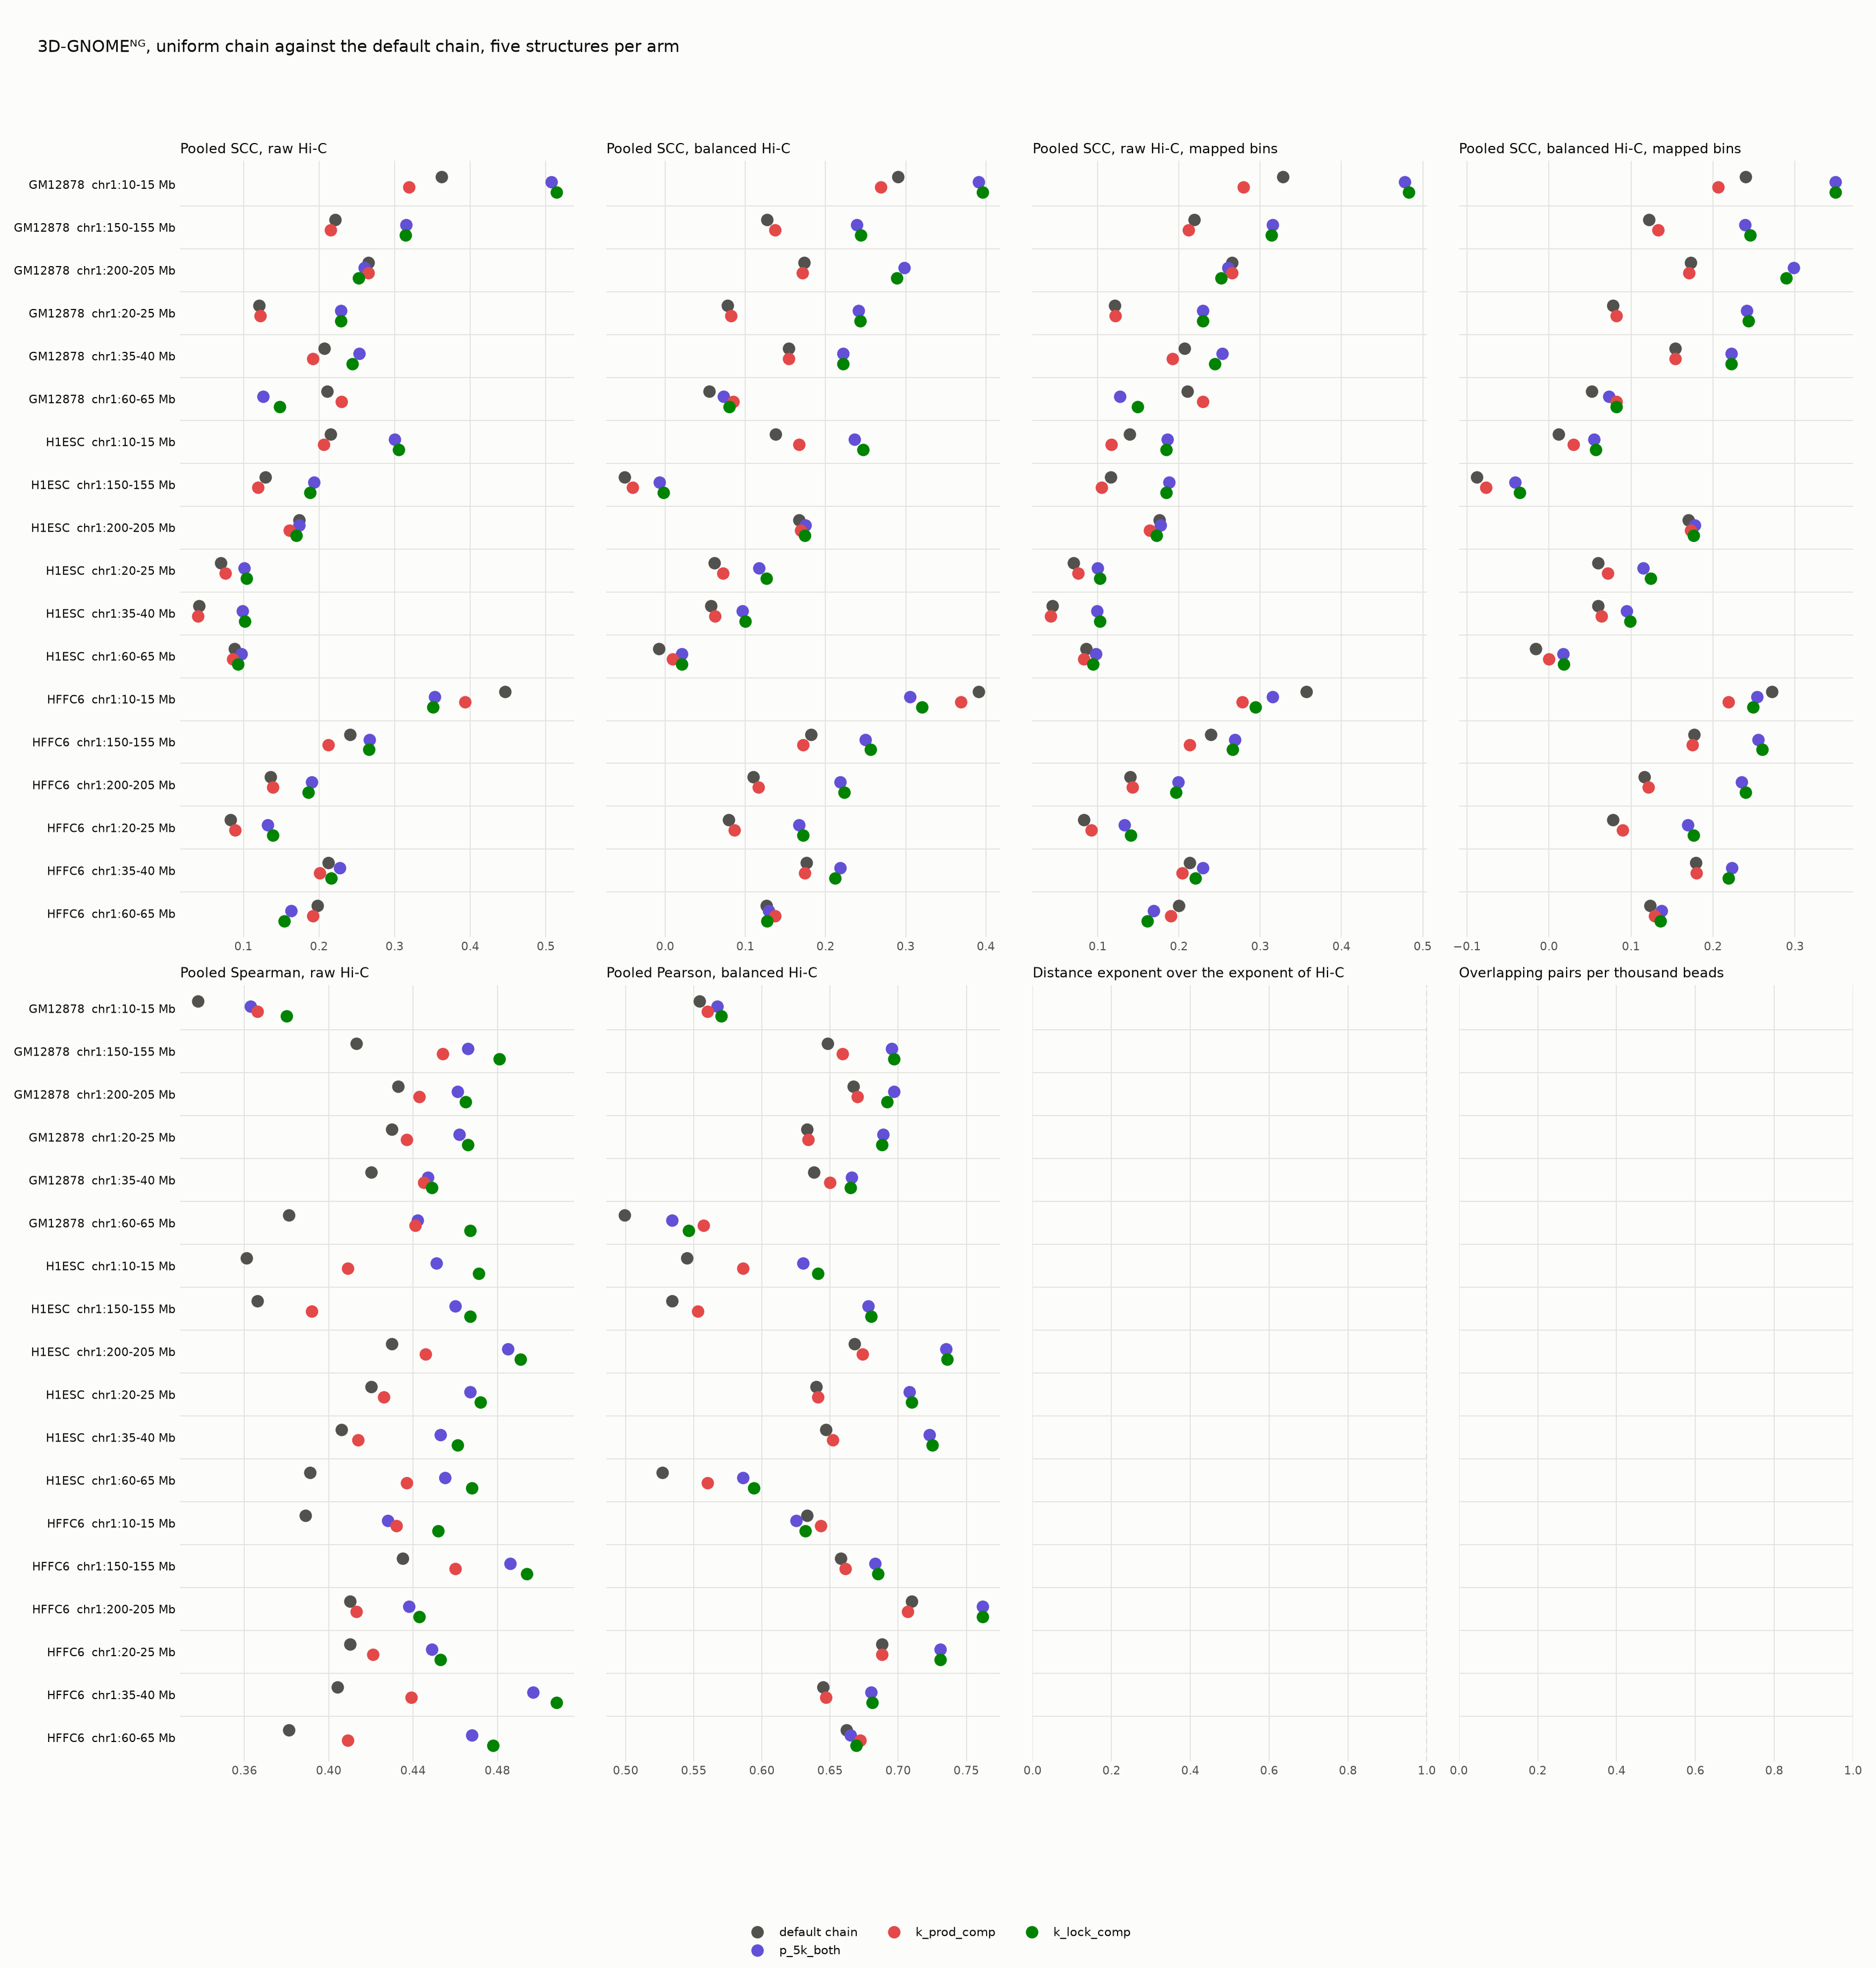 3D-GNOMEᴺᴳ, uniform chain against the default chain, five structures per arm
Pooled SCC, raw Hi-C
Pooled SCC, balanced Hi-C
Pooled SCC, raw Hi-C, mapped bins
Pooled SCC, balanced Hi-C, mapped bins
GM12878 chr1:10-15 Mb
GM12878 chr1:150-155 Mb
GM12878 chr1:200-205 Mb
GM12878 chr1:20-25 Mb
GM12878 chr1:35-40 Mb
GM12878 chr1:60-65 Mb
H1ESC chr1:10-15 Mb
H1ESC chr1:150-155 Mb
H1ESC chr1:200-205 Mb
H1ESC chr1:20-25 Mb
H1ESC chr1:35-40 Mb
H1ESC chr1:60-65 Mb
HFFC6 chr1:10-15 Mb
HFFC6 chr1:150-155 Mb
HFFC6 chr1:200-205 Mb
HFFC6 chr1:20-25 Mb
HFFC6 chr1:35-40 Mb
HFFC6 chr1:60-65 Mb
0.1 0.2 0.3 0.4 0.5
0.0 0.1 0.2 0.3 0.4
0.1 0.2 0.3 0.4 0.5
−0.1 0.0 0.1 0.2 0.3
Pooled Spearman, raw Hi-C
Pooled Pearson, balanced Hi-C
Distance exponent over the exponent of Hi-C
Overlapping pairs per thousand beads
GM12878 chr1:10-15 Mb
GM12878 chr1:150-155 Mb
GM12878 chr1:200-205 Mb
GM12878 chr1:20-25 Mb
GM12878 chr1:35-40 Mb
GM12878 chr1:60-65 Mb
H1ESC chr1:10-15 Mb
H1ESC chr1:150-155 Mb
H1ESC chr1:200-205 Mb
H1ESC chr1:20-25 Mb
H1ESC chr1:35-40 Mb
H1ESC chr1:60-65 Mb
HFFC6 chr1:10-15 Mb
HFFC6 chr1:150-155 Mb
HFFC6 chr1:200-205 Mb
HFFC6 chr1:20-25 Mb
HFFC6 chr1:35-40 Mb
HFFC6 chr1:60-65 Mb
0.36 0.40 0.44 0.48
0.50 0.55 0.60 0.65 0.70 0.75
0.0 0.2 0.4 0.6 0.8 1.0
0.0 0.2 0.4 0.6 0.8 1.0
default chain
k_prod_comp
k_lock_comp
p_5k_both